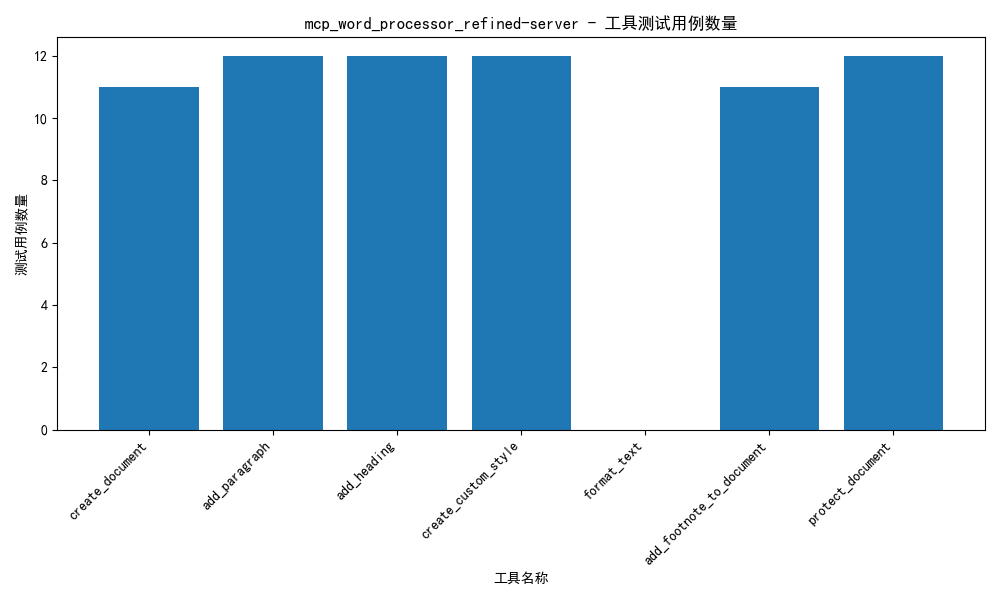 mcp_word_processor_refined-server - 工具测试用例数量
测试用例数量
12
10
8
6
4
2
0
create_document
add_paragraph
add_heading
create_custom_style
format_text
add_footnote_to_document
protect_document
工具名称